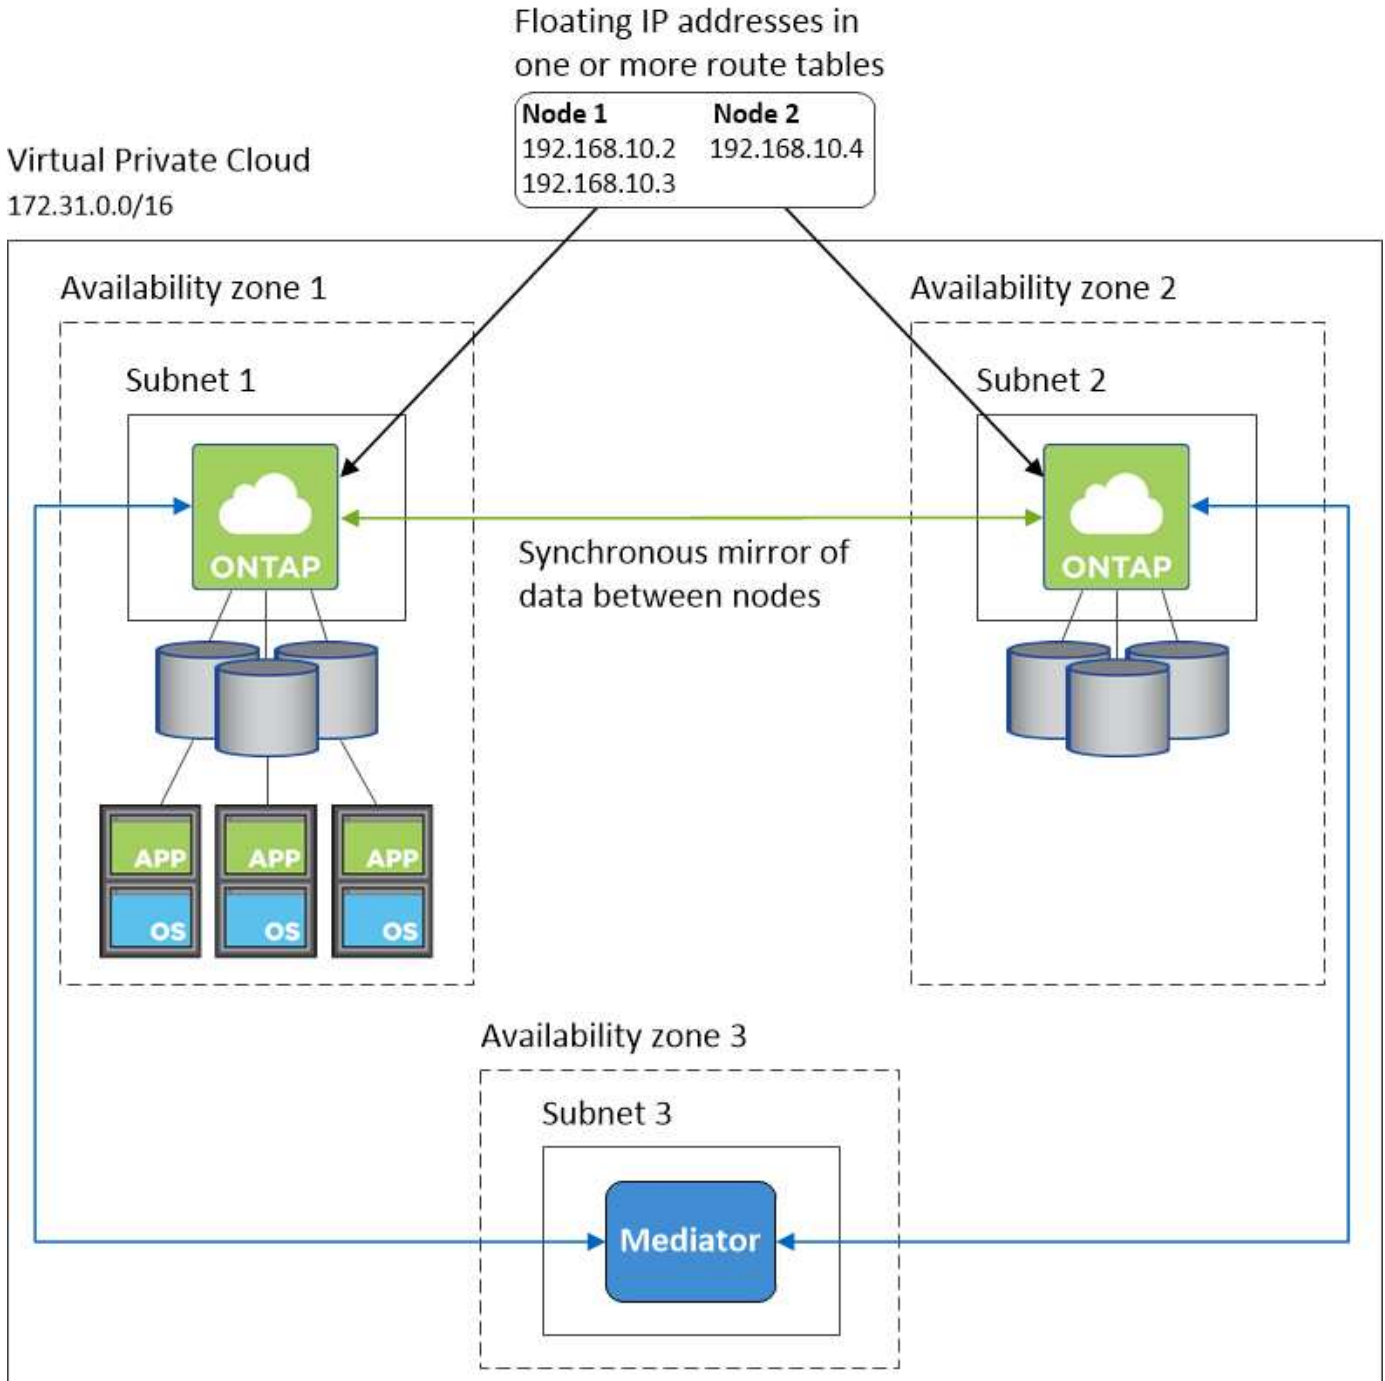 Floating IP addresses in
one or more route tables
Node 1 Node 2
192.168.10.2 192.168.10.4
192.168.10.3
Virtual Private Cloud
172.31.0.0/16
Availability zone 1
Availability zone 2
Subnet 1
Subnet 2
ONTAP
ONTAP
Synchronous mirror of
data between nodes
APP APP APP
OS OS OS
Availability zone 3
Subnet 3
Mediator